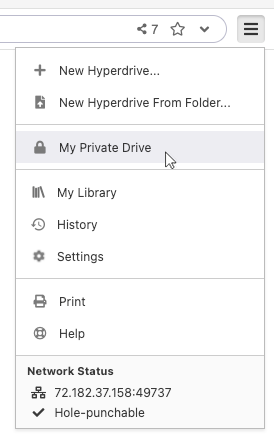 7
New Hyperdrive...
New Hyperdrive From Folder...
My Private Drive
My Library
History
Settings
Print
Help
Network Status
72.182.37.158:49737
Hole-punchable